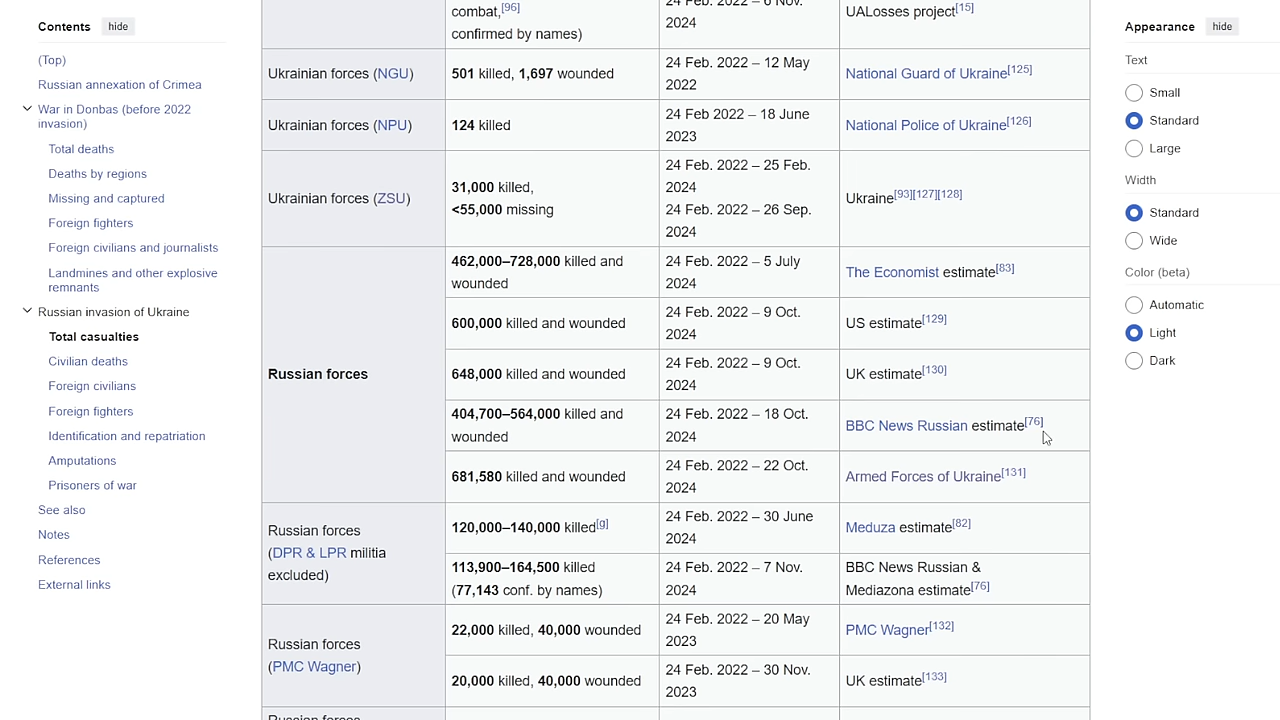 Contents hide
(Top)
Russian annexation of Crimea
War in Donbas (before 2022
invasion)
Total deaths
Deaths by regions
Missing and captured
Foreign fighters
Foreign civilians and journalists
Landmines and other explosive
remnants
Russian invasion of Ukraine
Total casualties
Civilian deaths
Foreign civilians
Foreign fighters
Identification and repatriation
Amputations
Prisoners of war
See also
Notes
References
External links
combat,[96]
confirmed by names)
24 Feb. 2022 – 6 Nov.
2024
UALosses project[15]
Ukrainian forces (NGU)
501 killed, 1,697 wounded
24 Feb. 2022 – 12 May
2022
National Guard of Ukraine[125]
Ukrainian forces (NPU)
124 killed
24 Feb 2022 – 18 June
2023
National Police of Ukraine[126]
Ukrainian forces (ZSU)
31,000 killed,
<55,000 missing
24 Feb. 2022 – 25 Feb.
2024
24 Feb. 2022 – 26 Sep.
2024
Ukraine[93][127][128]
Russian forces
462,000–728,000 killed and
wounded
24 Feb. 2022 – 5 July
2024
The Economist estimate[83]
600,000 killed and wounded
24 Feb. 2022 – 9 Oct.
2024
US estimate[129]
648,000 killed and wounded
24 Feb. 2022 – 9 Oct.
2024
UK estimate[130]
404,700–564,000 killed and
wounded
24 Feb. 2022 – 18 Oct.
2024
BBC News Russian estimate[76]
681,580 killed and wounded
24 Feb. 2022 – 22 Oct.
2024
Armed Forces of Ukraine[131]
Russian forces
(DPR & LPR militia
excluded)
120,000–140,000 killed[g]
24 Feb. 2022 – 30 June
2024
Meduza estimate[82]
113,900–164,500 killed
(77,143 conf. by names)
24 Feb. 2022 – 7 Nov.
2024
BBC News Russian &
Mediazona estimate[76]
Russian forces
(PMC Wagner)
22,000 killed, 40,000 wounded
24 Feb. 2022 – 20 May
2023
PMC Wagner[132]
20,000 killed, 40,000 wounded
24 Feb. 2022 – 30 Nov.
2023
UK estimate[133]
Russian forces
Appearance hide
Text
Small
Standard
Large
Width
Standard
Wide
Color (beta)
Automatic
Light
Dark